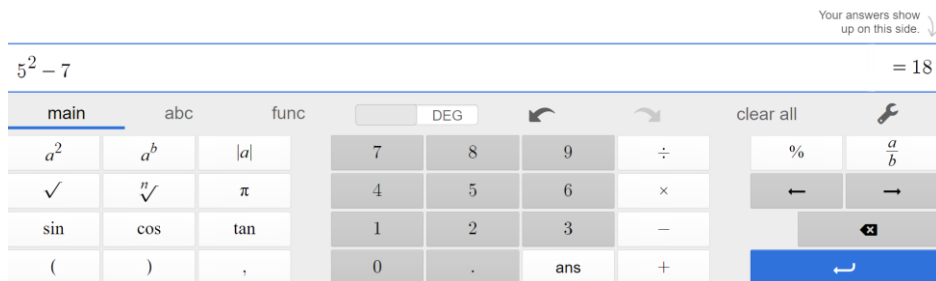 Your answers show
up on this side.
5² − 7 = 18
main abc func DEG clear all
a² aᵇ |a| 7 8 9 ÷ % a/b
√ ⁿ√ π 4 5 6 × ← →
sin cos tan 1 2 3 −
( ) , 0 . ans +